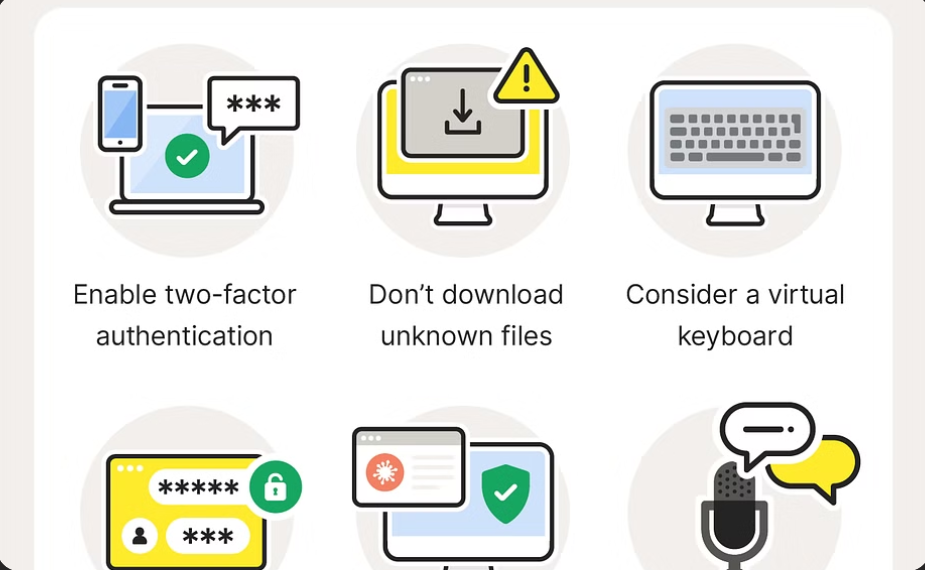 ***
Enable two-factor
authentication
Don't download
unknown files
Consider a virtual
keyboard
*****
***